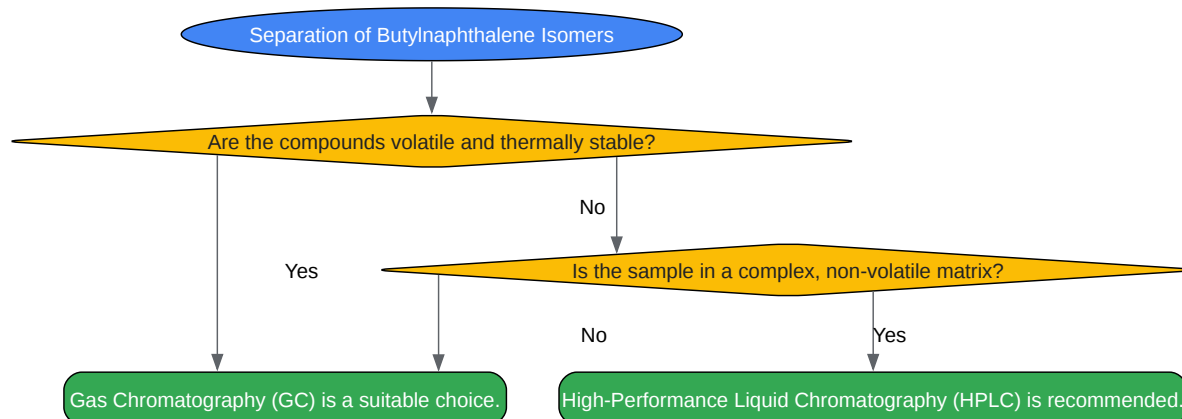 Separation of Butylnaphthalene Isomers
Are the compounds volatile and thermally stable?
No
Yes
Is the sample in a complex, non-volatile matrix?
No
Yes
Gas Chromatography (GC) is a suitable choice.
High-Performance Liquid Chromatography (HPLC) is recommended.